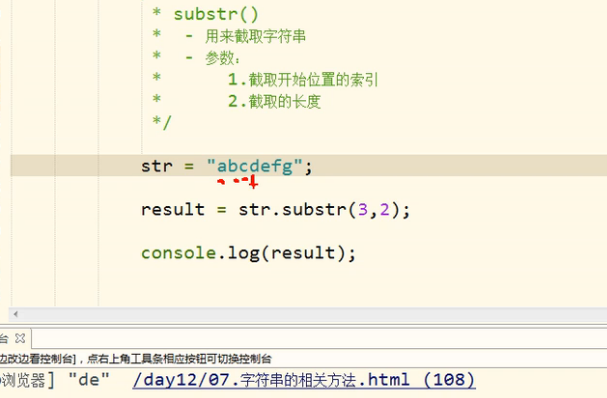 * substr()
* - 用来截取字符串
* - 参数：
* 1.截取开始位置的索引
* 2.截取的长度
*/
str = "abcdefg";
result = str.substr(3,2);
console.log(result);
台
边改边看控制台]，点右上角工具条相应按钮可切换控制台
浏览器] "de" /day12/07.字符串的相关方法.html (108)